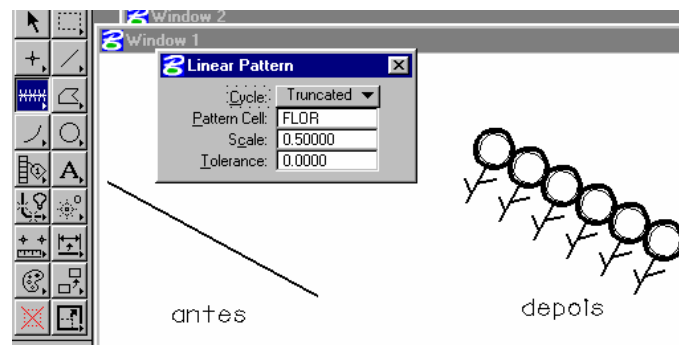 Window 2
Window 1
Linear Pattern
Cycle: Truncated
Pattern Cell: FLOR
Scale: 0.50000
Tolerance: 0.0000
A
antes
depois